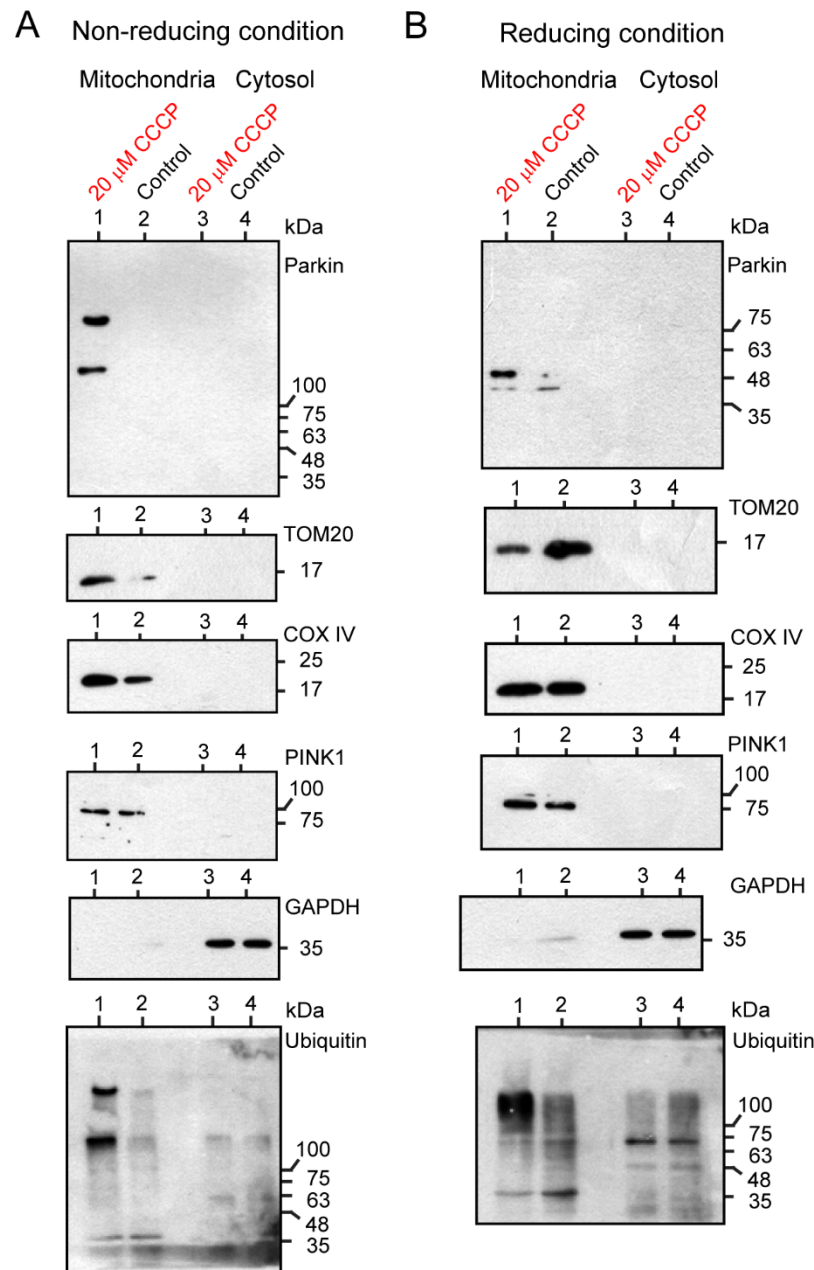 A Non-reducing condition
Mitochondria Cytosol
20 μM CCCP Control 20 μM CCCP Control
1 2 3 4 kDa
Parkin
100
75
63
48
35
1 2 3 4 TOM20
17
1 2 3 4 COX IV
25
17
1 2 3 4 PINK1
100
75
1 2 3 4 GAPDH
35
1 2 3 4 kDa
Ubiquitin
100
75
63
48
35
B Reducing condition
Mitochondria Cytosol
20 μM CCCP Control 20 μM CCCP Control
1 2 3 4 kDa
Parkin
75
63
48
35
1 2 3 4 TOM20
17
1 2 3 4 COX IV
25
17
1 2 3 4 PINK1
100
75
1 2 3 4 GAPDH
35
1 2 3 4 kDa
Ubiquitin
100
75
63
48
35